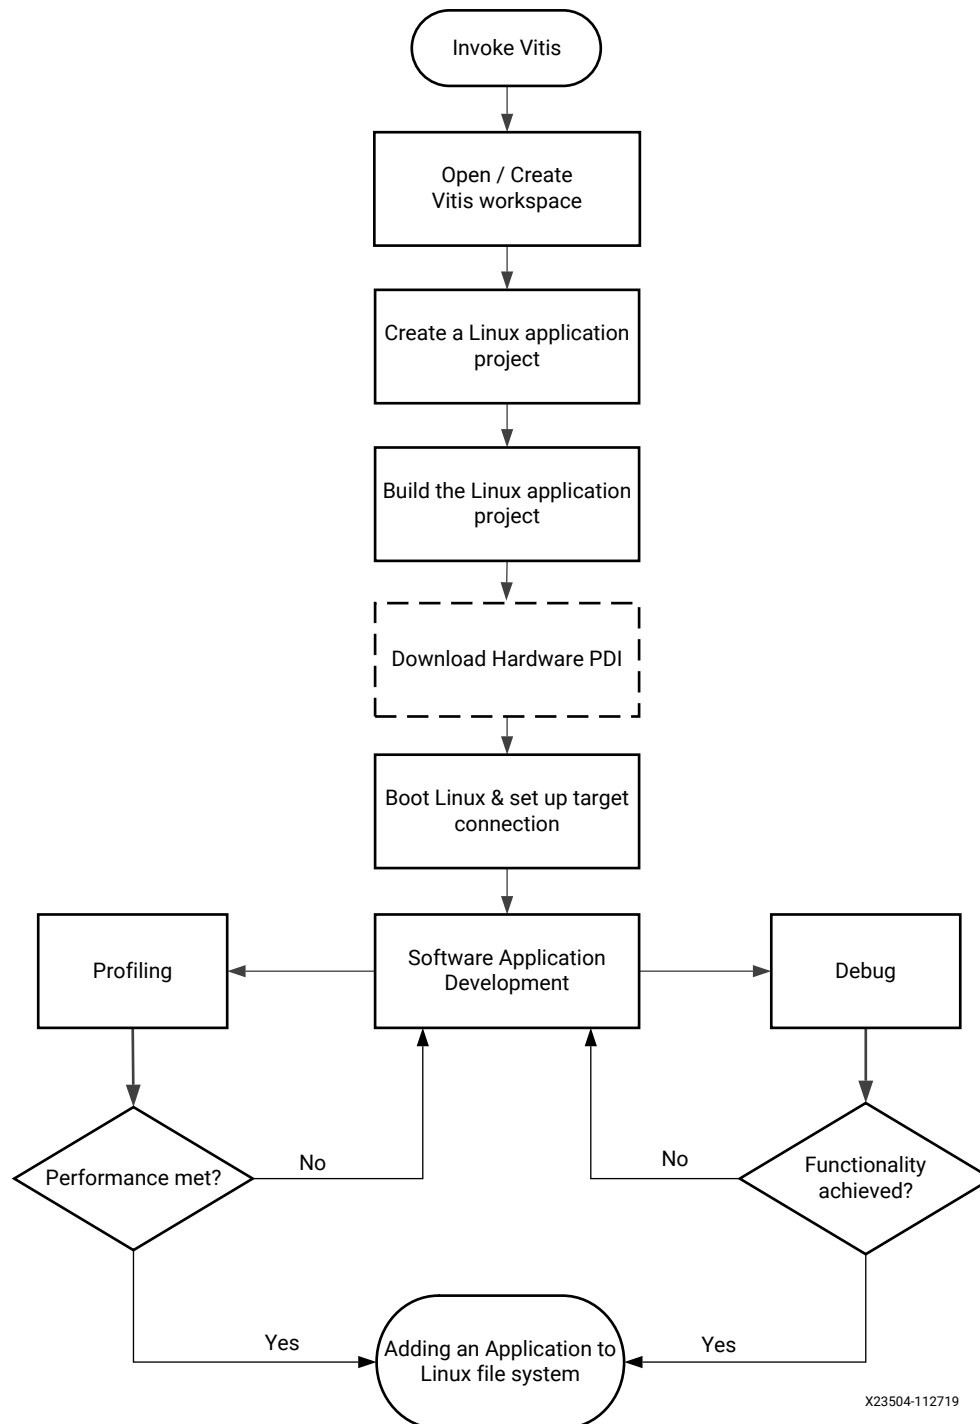 Invoke Vitis
Open / Create
Vitis workspace
Create a Linux application
project
Build the Linux application
project
Download Hardware PDI
Boot Linux & set up target
connection
Profiling
Software Application
Development
Debug
Performance met?
No
No
Functionality
achieved?
Yes
Adding an Application to
Linux file system
Yes
X23504-112719